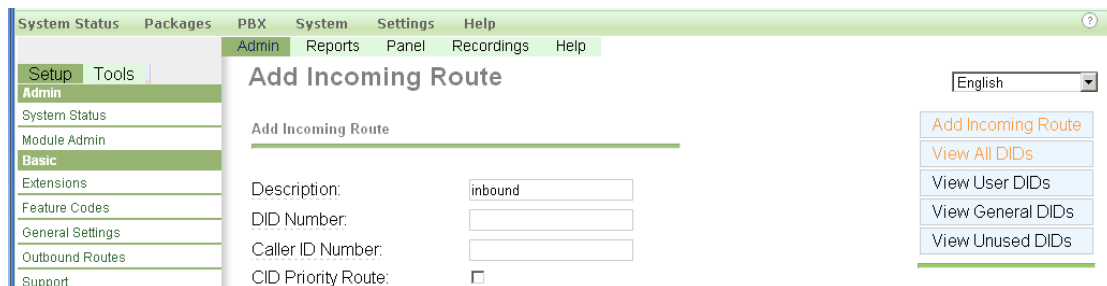 System Status Packages PBX System Settings Help ?
Admin Reports Panel Recordings Help
Setup Tools
Admin
System Status
Module Admin
Basic
Extensions
Feature Codes
General Settings
Outbound Routes
Support
Add Incoming Route
English
Add Incoming Route
Description: inbound
DID Number:
Caller ID Number:
CID Priority Route:
Add Incoming Route
View All DIDs
View User DIDs
View General DIDs
View Unused DIDs